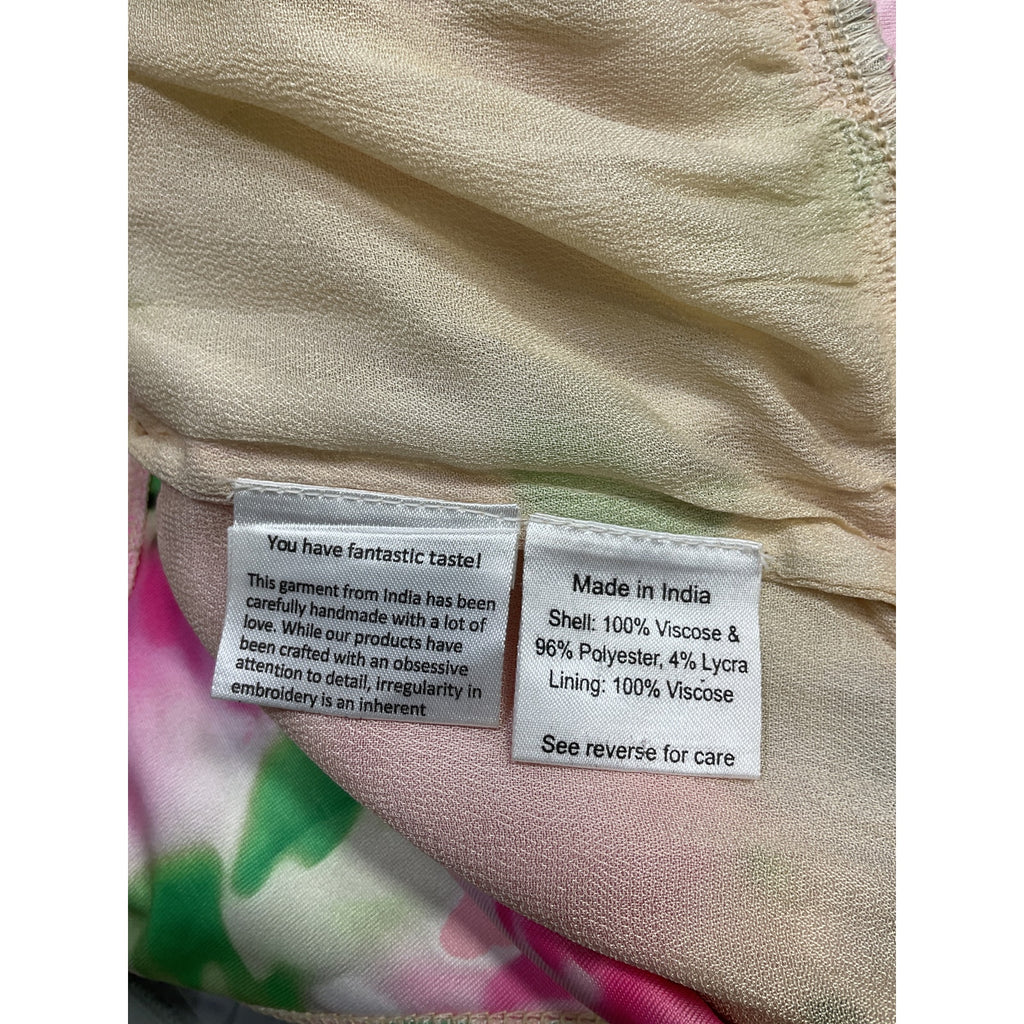 You have fantastic taste!
This garment from India has been
carefully handmade with a lot of
love. While our products have
been crafted with an obsessive
attention to detail, irregularity in
embroidery is an inherent
Made in India
Shell: 100% Viscose &
96% Polyester, 4% Lycra
Lining: 100% Viscose
See reverse for care